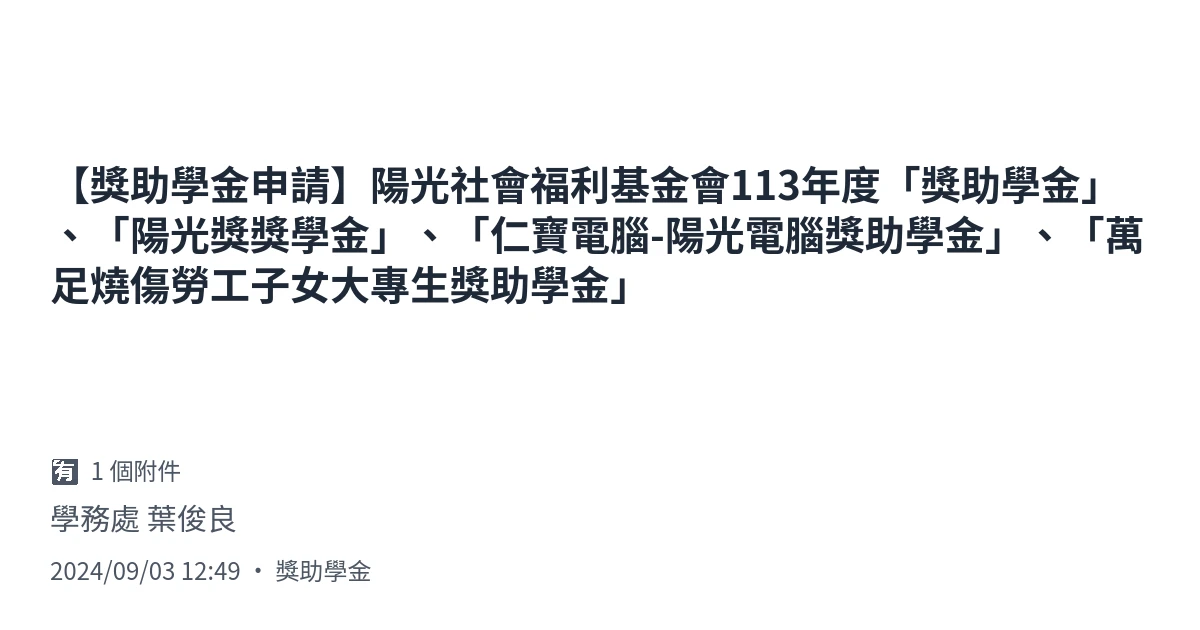 【獎助學金申請】陽光社會福利基金會113年度「獎助學金」
、「陽光獎獎學金」、「仁寶電腦-陽光電腦獎助學金」、「萬
足燒傷勞工子女大專生獎助學金」
有 1 個附件
學務處 葉俊良
2024/09/03 12:49 · 獎助學金